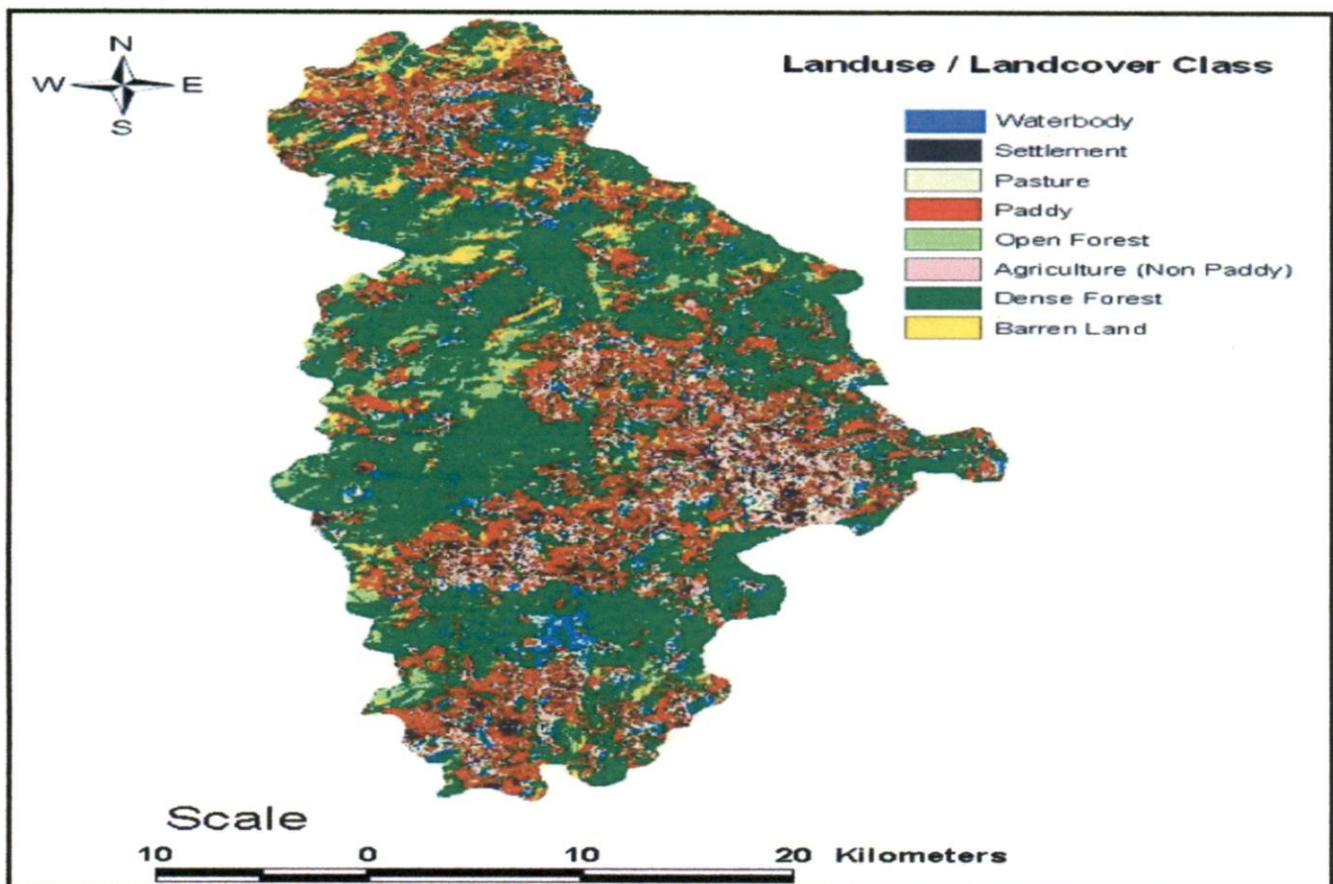 N
W E
S
Landuse / Landcover Class
Waterbody
Settlement
Pasture
Paddy
Open Forest
Agriculture (Non Paddy)
Dense Forest
Barren Land
Scale
10 0 10 20 Kilometers